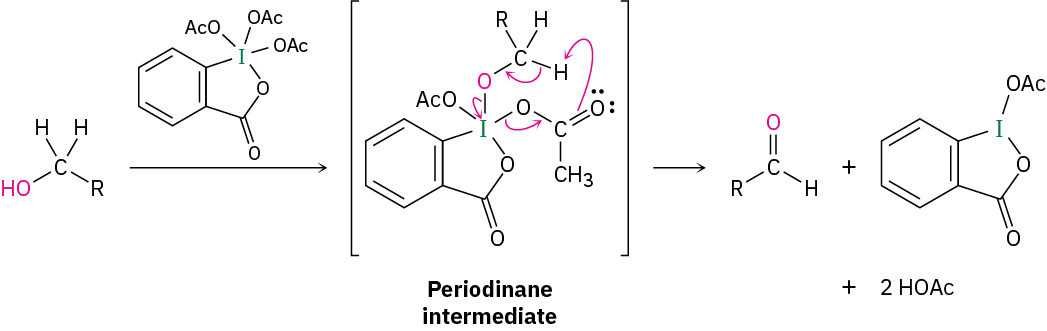 AcO
OAc
OAc
I
O
O
H H
HO C R
R H
C
H
O
AcO
O
O:
I
C
O
CH3
O
Periodinane
intermediate
O
C
R H
+
OAc
I
O
O
+ 2 HOAc